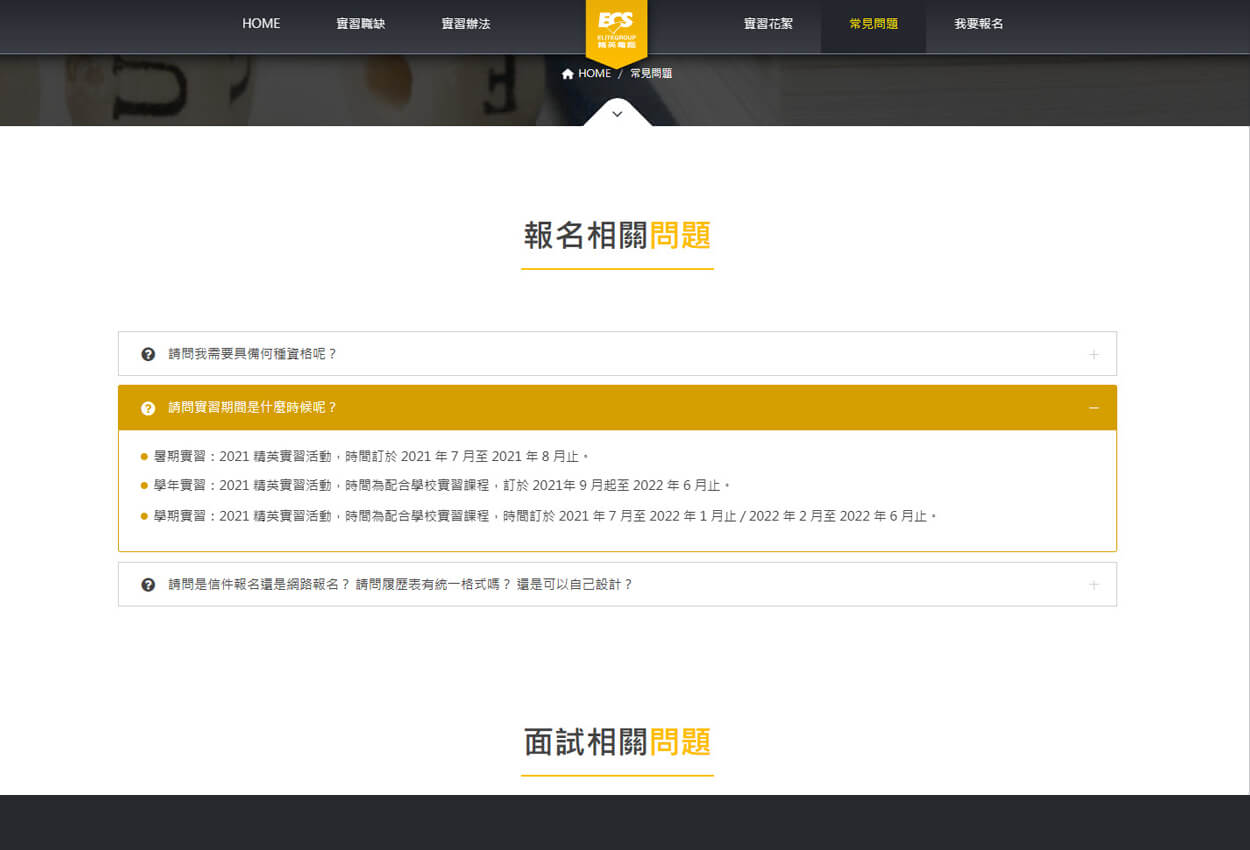 HOME
實習職缺
實習辦法
ECS
ELITEGROUP
精英電腦
實習花絮
常見問題
我要報名
HOME / 常見問題
報名相關問題
請問我需要具備何種資格呢？
請問實習期間是什麼時候呢？
暑期實習：2021 精英實習活動，時間訂於 2021 年 7 月至 2021 年 8 月止。
學年實習：2021 精英實習活動，時間為配合學校實習課程，訂於 2021年 9 月起至 2022 年 6 月止。
學期實習：2021 精英實習活動，時間為配合學校實習課程，時間訂於 2021 年 7 月至 2022 年 1 月止 / 2022 年 2 月至 2022 年 6 月止。
請問是信件報名還是網路報名？ 請問履歷表有統一格式嗎？ 還是可以自己設計？
面試相關問題